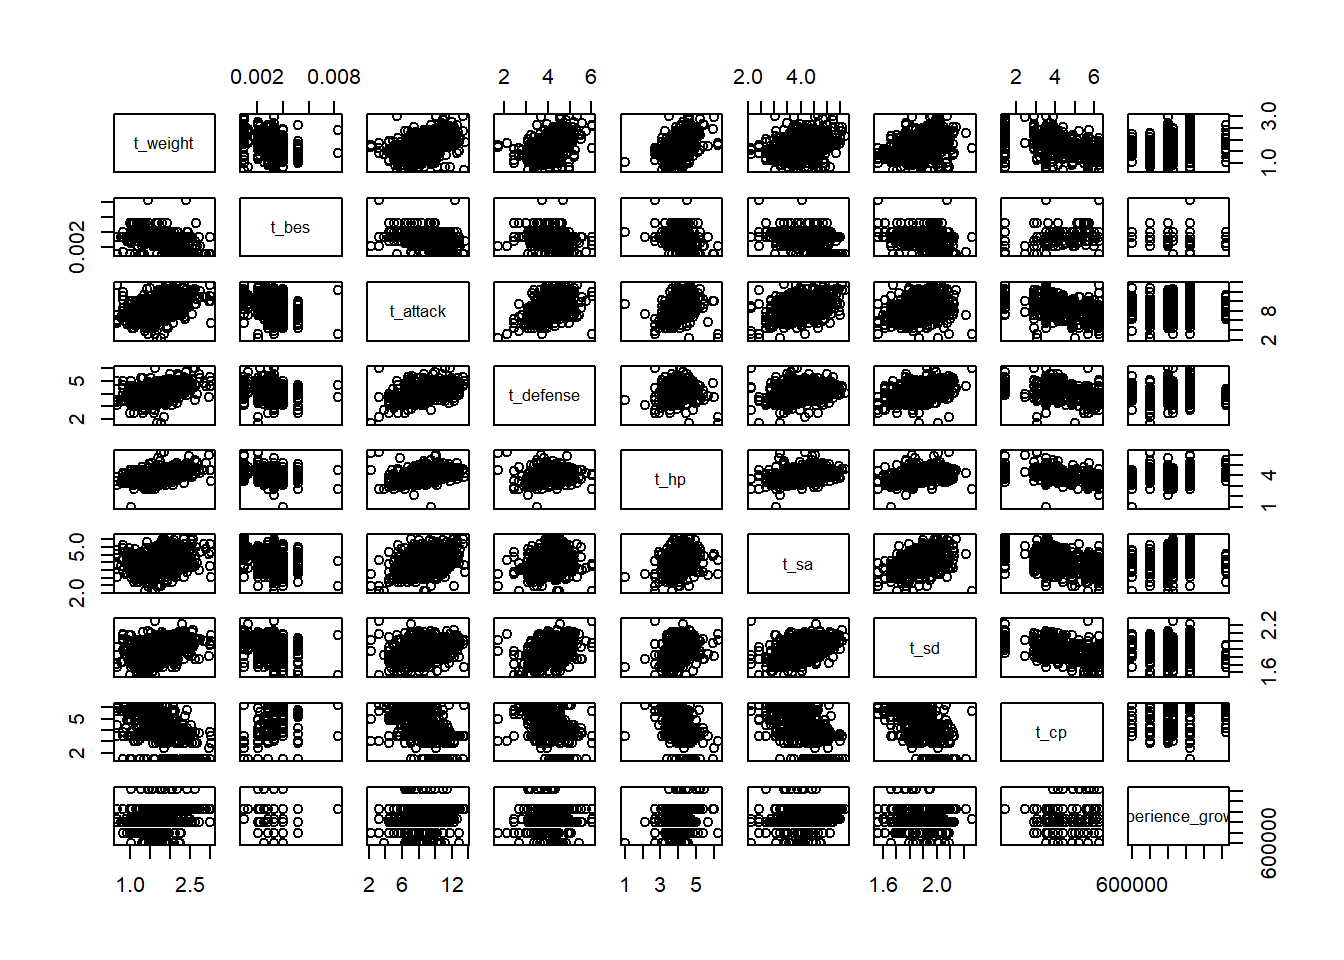 0.002 0.008 2 4 6 2.0 4.0 2 4 6
t_weight 1.0 3.0
0.002 t_bes
t_attack 2 8
2 5 t_defense
t_hp 1 4
2.0 5.0 t_sa
t_sd 1.6 2.2
2 5 t_cp
perience_grow 600000
1.0 2.5 2 6 12 1 3 5 1.6 2.0 600000